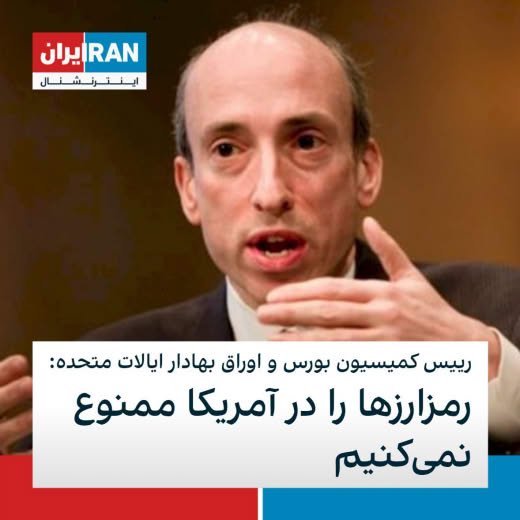 ایران IRAN
اینترنشنال
رییس کمیسیون بورس و اوراق بهادار ایالات متحده:
رمزارزها را در آمریکا ممنوع
نمی‌کنیم